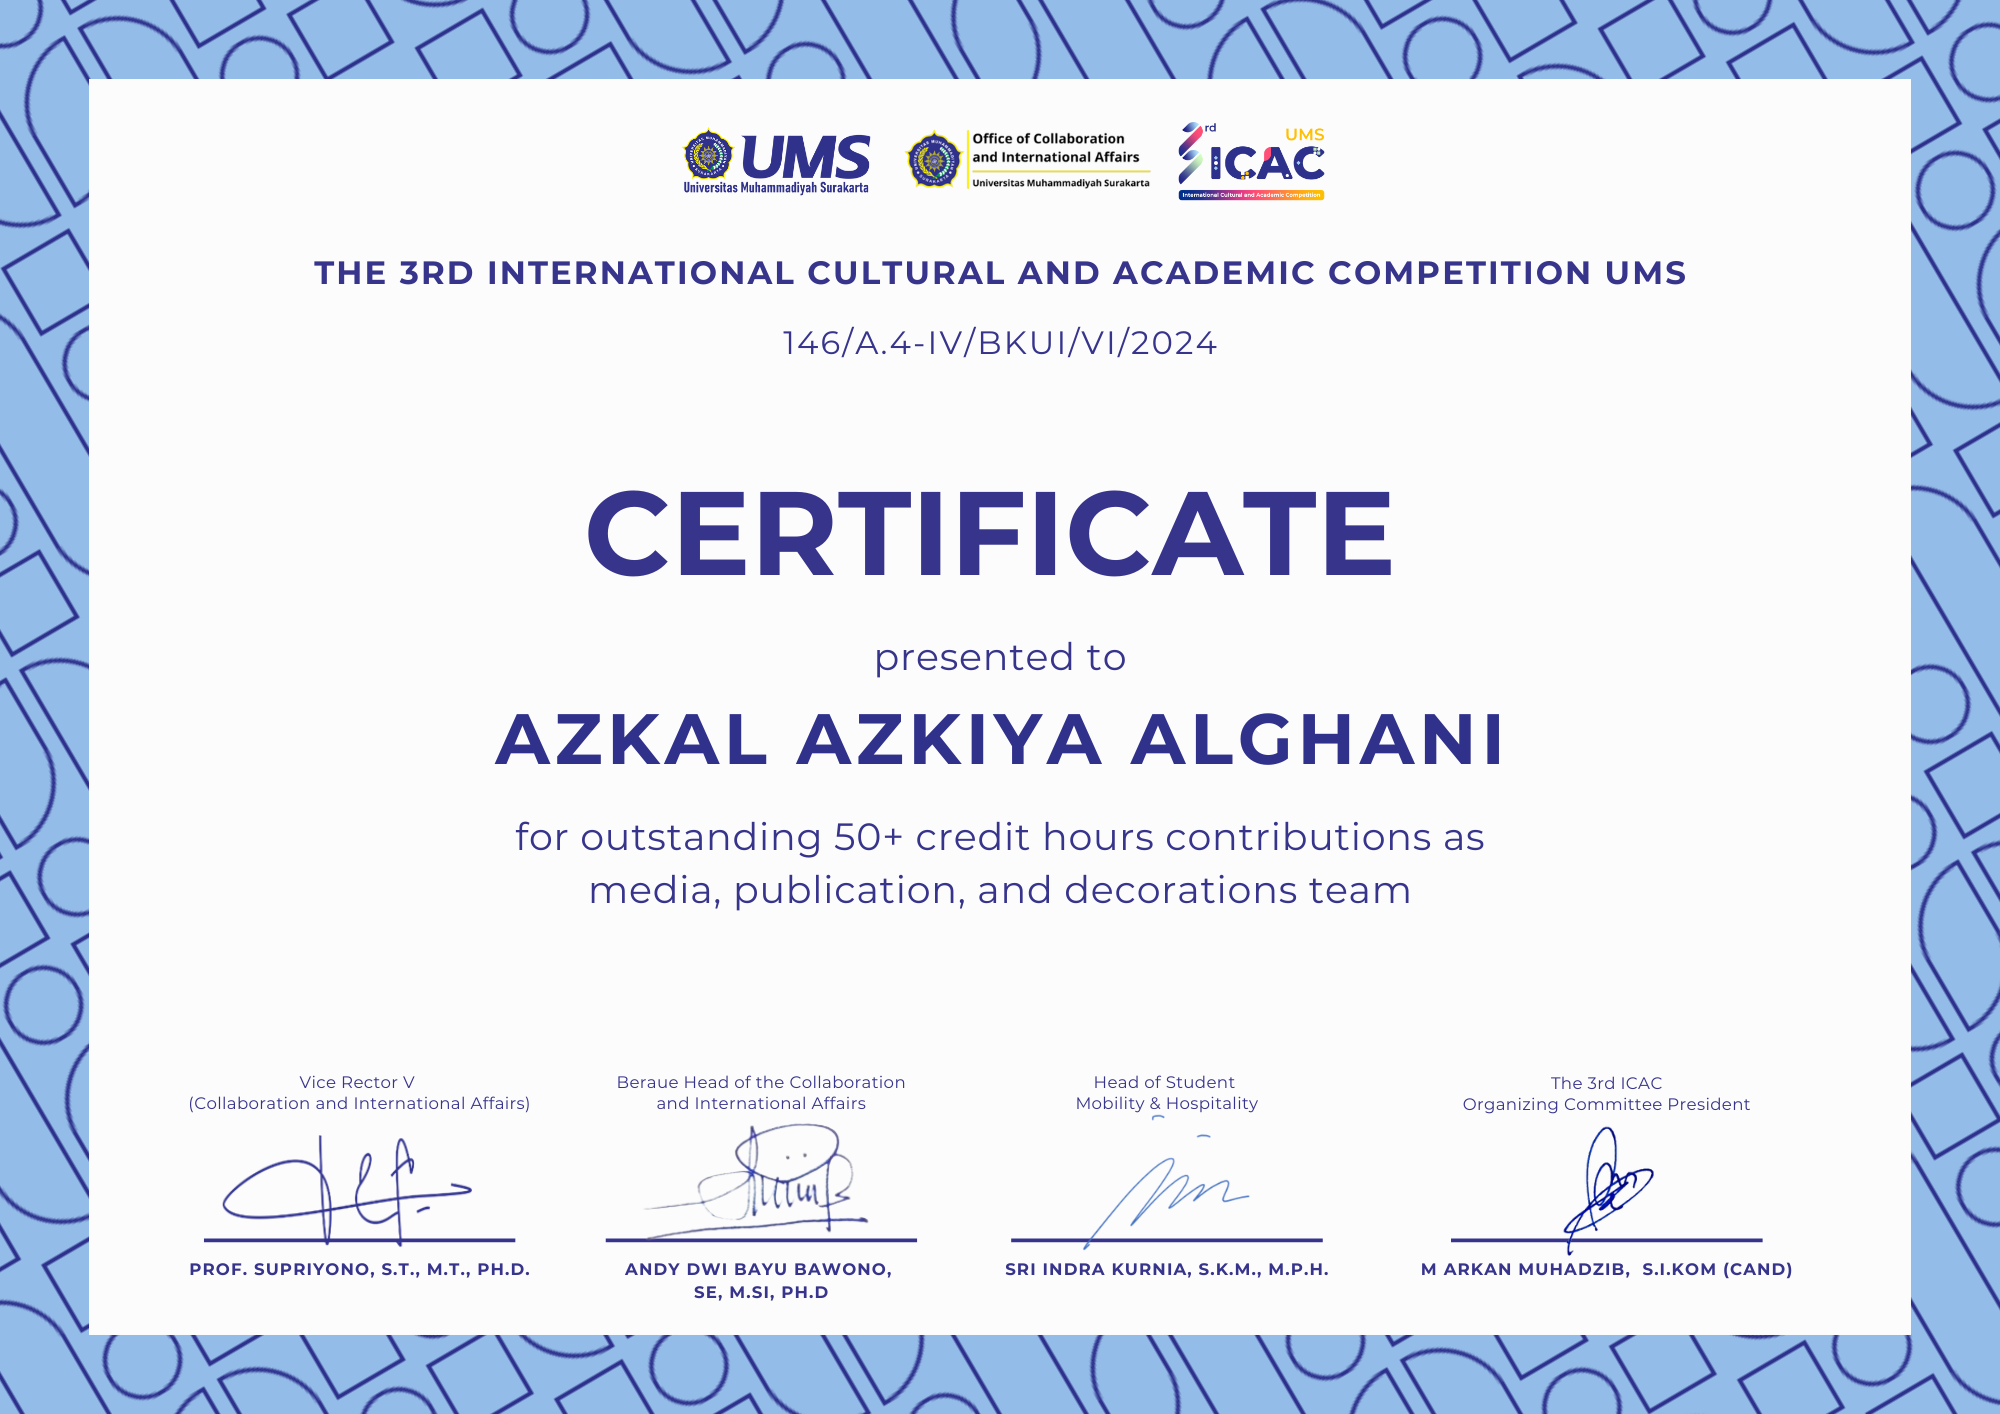 UMS
Universitas Muhammadiyah Surakarta
Office of Collaboration
and International Affairs
Universitas Muhammadiyah Surakarta
3rd
UMS
ICAC
International Cultural and Academic Competition
THE 3RD INTERNATIONAL CULTURAL AND ACADEMIC COMPETITION UMS
146/A.4-IV/BKUI/VI/2024
CERTIFICATE
presented to
AZKAL AZKIYA ALGHANI
for outstanding 50+ credit hours contributions as
media, publication, and decorations team
Vice Rector V
(Collaboration and International Affairs)
PROF. SUPRIYONO, S.T., M.T., PH.D.
Beraue Head of the Collaboration
and International Affairs
ANDY DWI BAYU BAWONO,
SE, M.SI, PH.D
Head of Student
Mobility & Hospitality
SRI INDRA KURNIA, S.K.M., M.P.H.
The 3rd ICAC
Organizing Committee President
M ARKAN MUHADZIB, S.I.KOM (CAND)